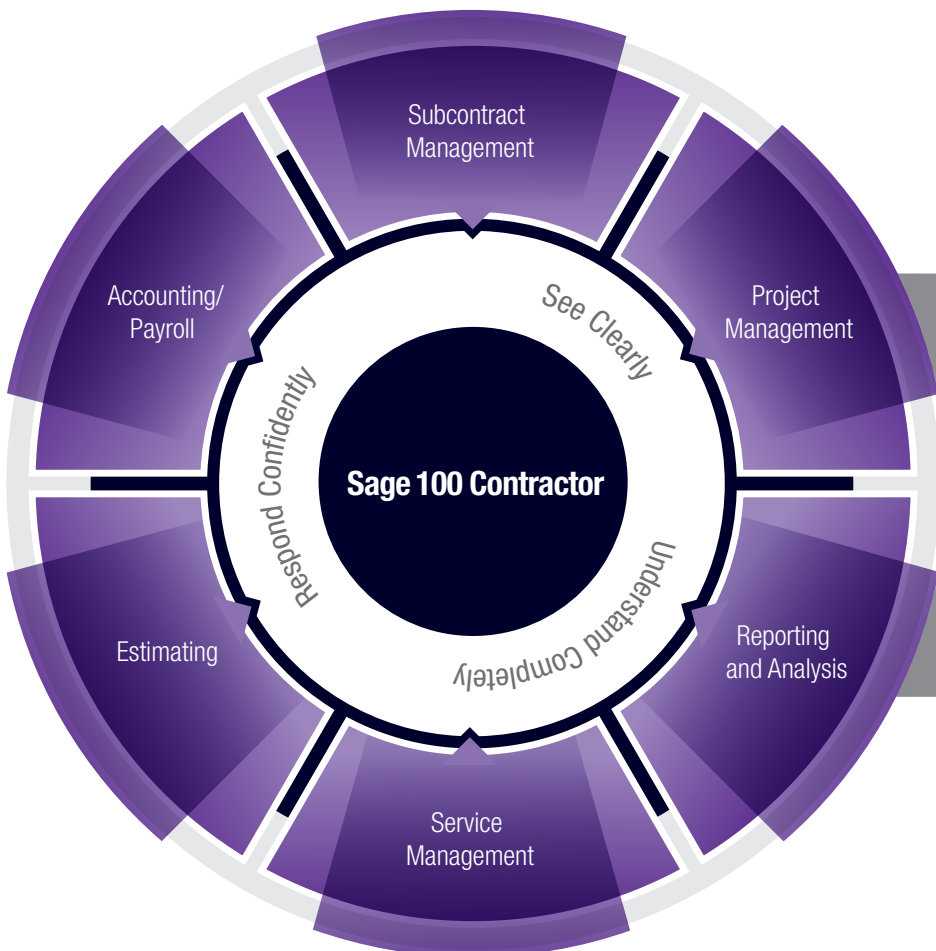 Subcontract
Management
Project
Management
Reporting
and Analysis
Service
Management
Estimating
Accounting/
Payroll
See Clearly
Understand Completely
Respond Confidently
Sage 100 Contractor